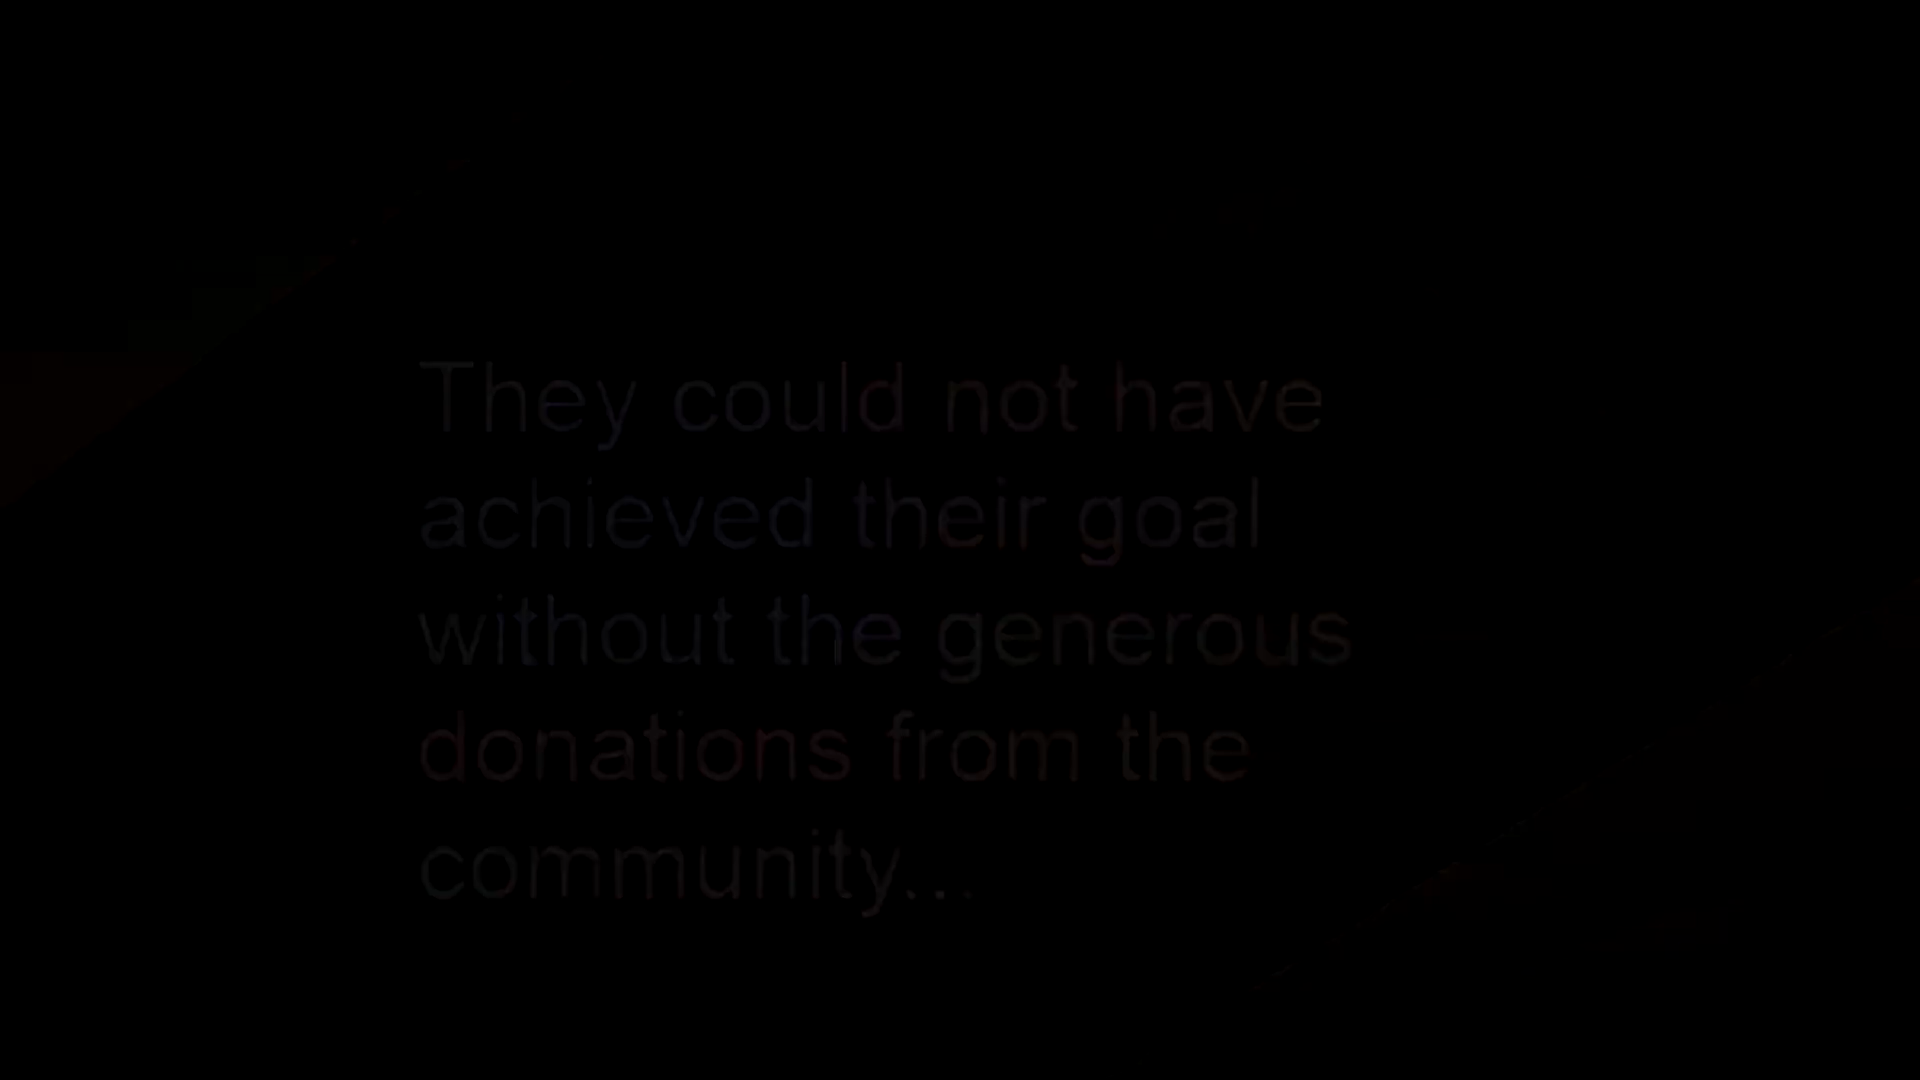 They could not have
achieved their goal
without the generous
donations from the
community...